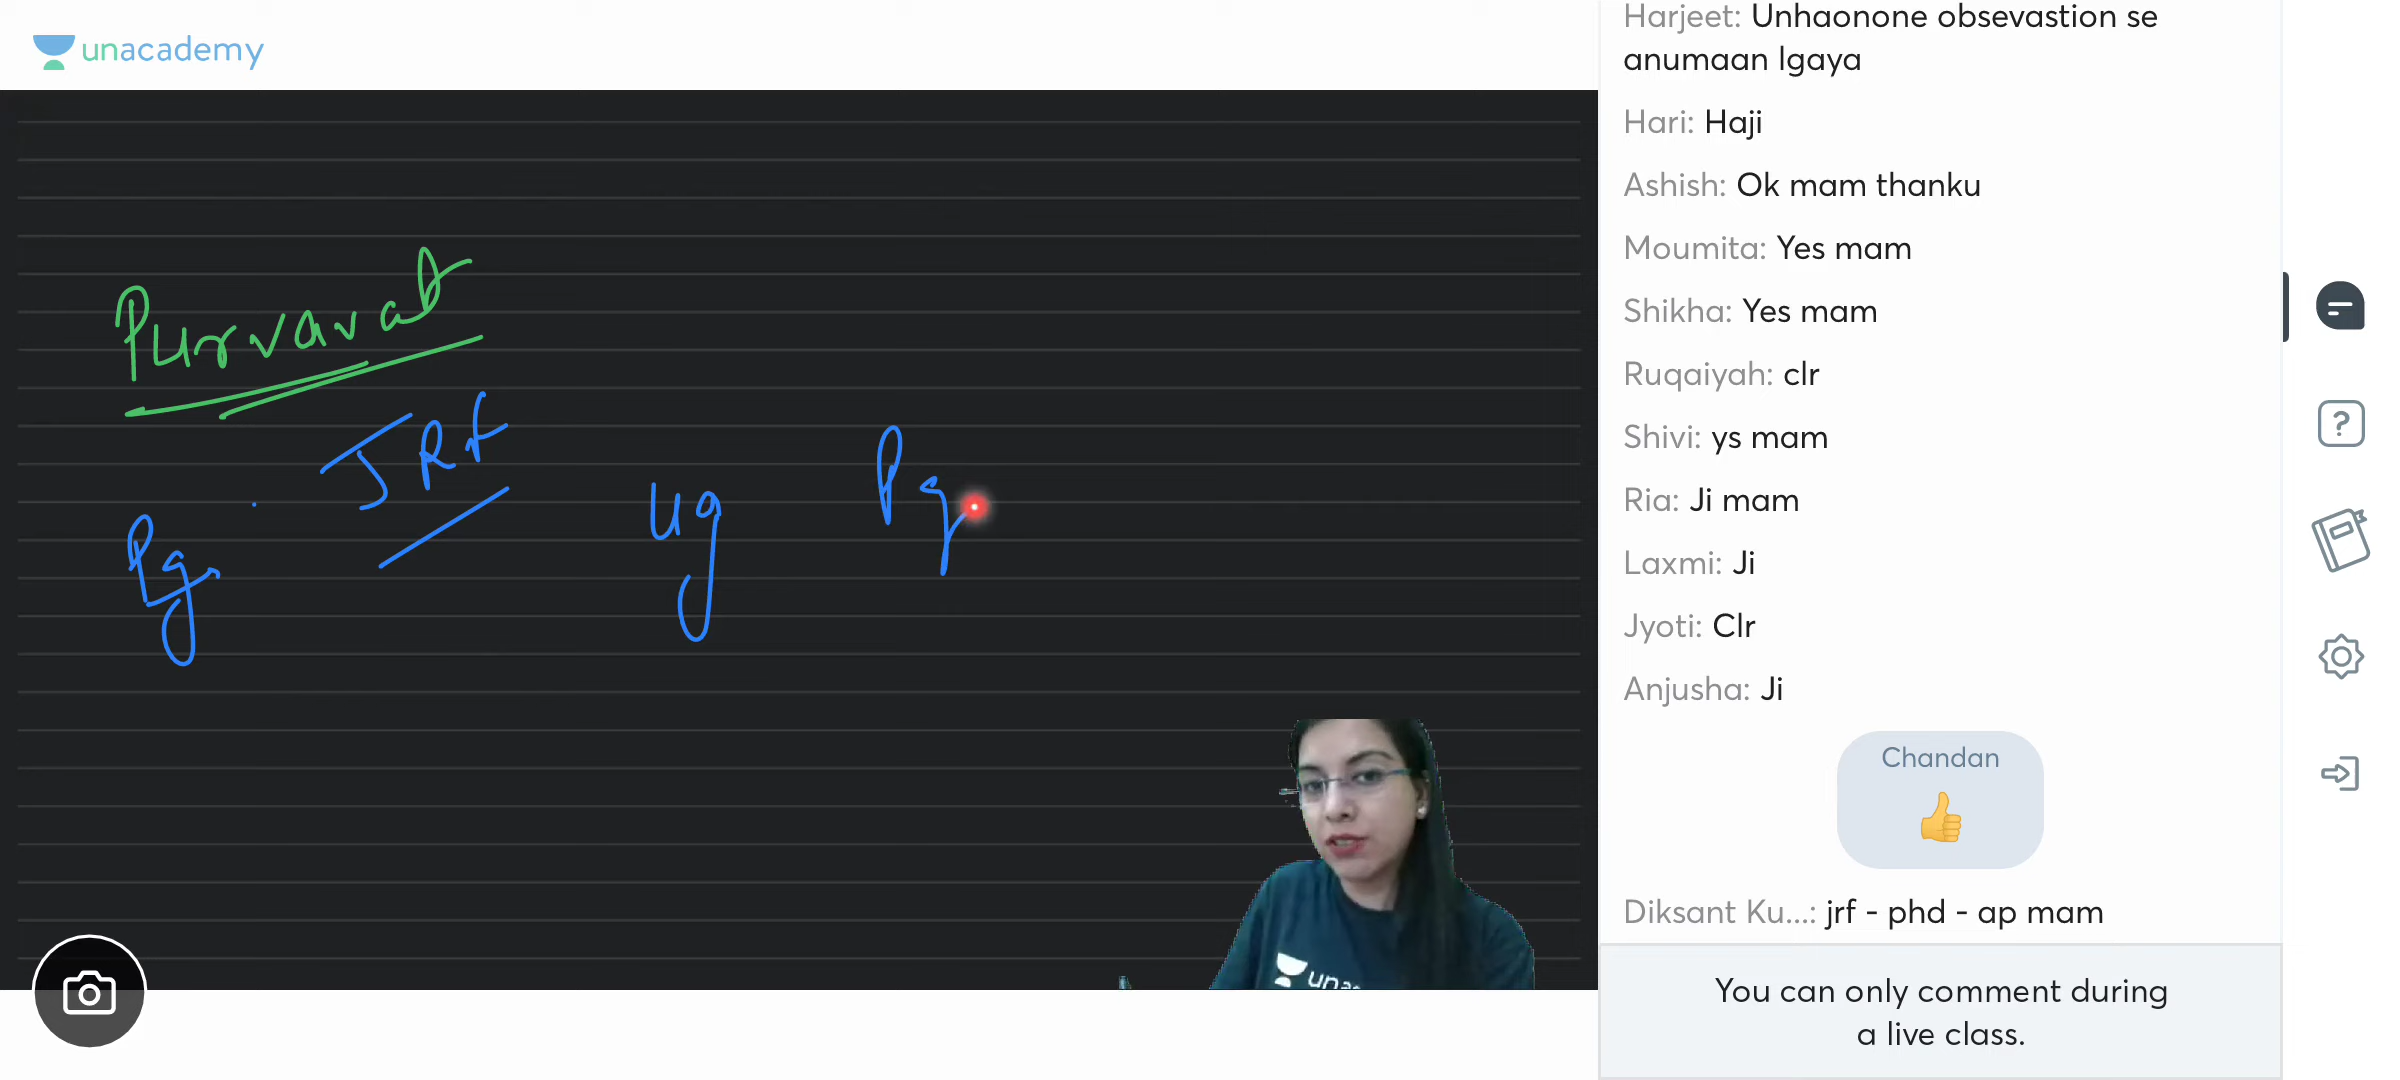 unacademy
Purvavat
JRF
Pg
ug
Pg
una
Harjeet: Unhaonone obsevastion se
anumaan lgaya
Hari: Haji
Ashish: Ok mam thanku
Moumita: Yes mam
Shikha: Yes mam
Ruqaiyah: clr
Shivi: ys mam
Ria: Ji mam
Laxmi: Ji
Jyoti: Clr
Anjusha: Ji
Chandan
Diksant Ku...: jrf - phd - ap mam
You can only comment during
a live class.
?